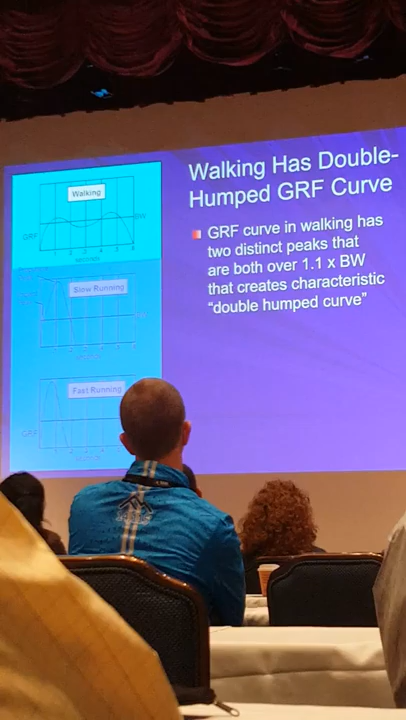 Walking Has Double-
Humped GRF Curve
GRF curve in walking has
two distinct peaks that
are both over 1.1 x BW
that creates characteristic
“double humped curve”
Walking
GRF
BW
Slow Running
Fast Running
GRF